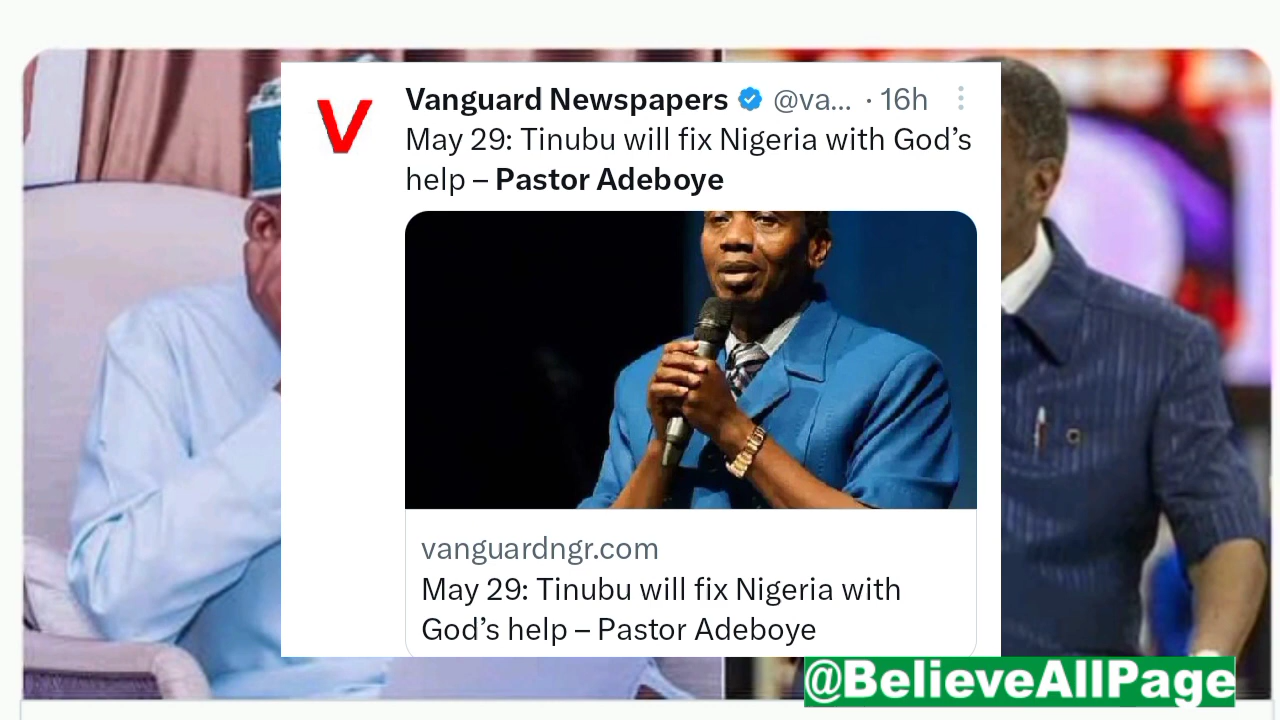 V
Vanguard Newspapers @va... · 16h
May 29: Tinubu will fix Nigeria with God’s
help – Pastor Adeboye
vanguardngr.com
May 29: Tinubu will fix Nigeria with
God’s help – Pastor Adeboye
@BelieveAllPage